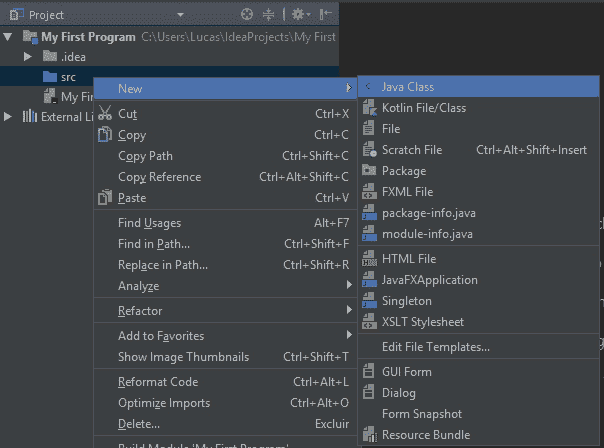 Project
My First Program C:\Users\Lucas\IdeaProjects\My First
.idea
src
My Fir
External Li
New
Cut Ctrl+X
Copy Ctrl+C
Copy Path Ctrl+Shift+C
Copy Reference Ctrl+Alt+Shift+C
Paste Ctrl+V
Find Usages Alt+F7
Find in Path... Ctrl+Shift+F
Replace in Path... Ctrl+Shift+R
Analyze
Refactor
Add to Favorites
Show Image Thumbnails Ctrl+Shift+T
Reformat Code Ctrl+Alt+L
Optimize Imports Ctrl+Alt+O
Delete... Excluir
Build Module 'My First Program'
Java Class
Kotlin File/Class
File
Scratch File Ctrl+Alt+Shift+Insert
Package
FXML File
package-info.java
module-info.java
HTML File
JavaFXApplication
Singleton
XSLT Stylesheet
Edit File Templates...
GUI Form
Dialog
Form Snapshot
Resource Bundle